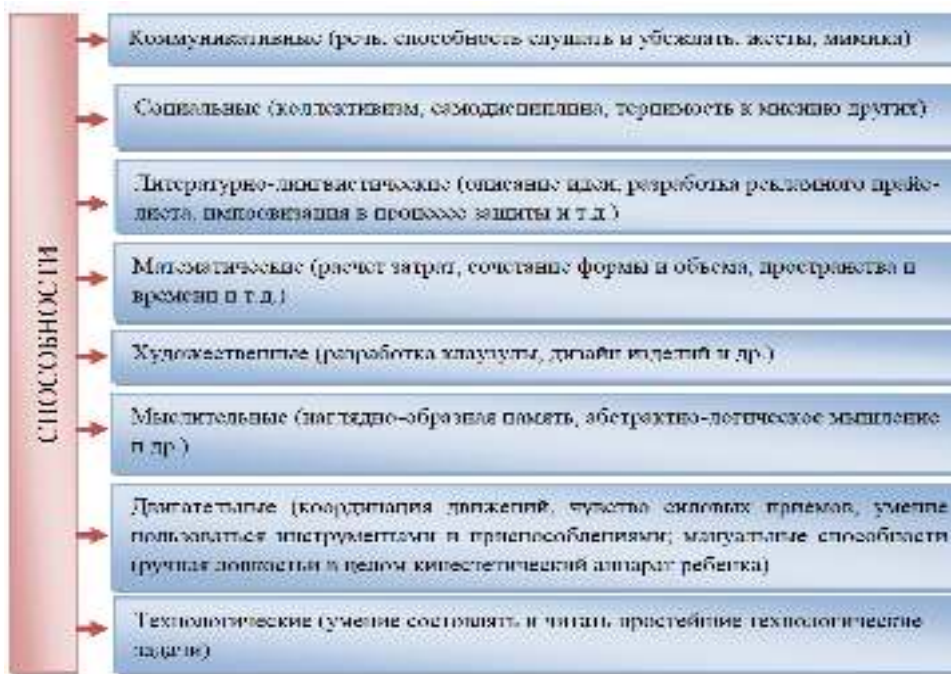 СПОСОБНОСТИ
Коммуникативные (речь, способность слушать и убеждать, жесты, мимика)
Социальные (коллективизм, самодисциплина, терпимость к мнению других)
Литературно-лингвистические (описание идеи, разработка рекламного прайс-
листа, импровизация в процессе защиты и т.д.)
Математические (расчет затрат, сочетание формы и объема, пространства и
времени и т.д.)
Художественные (разработка клаузулы, дизайн изделий и др.)
Мыслительные (наглядно-образная память, абстрактно-логическое мышление
и др.)
Двигательные (координация движений, чувство силовых приемов, умение
пользоваться инструментами и приспособлениями; мануальные способности
(ручная ловкость и в целом кинестетический аппарат ребенка)
Технологические (умение составлять и читать простейшие технологические
задачи)